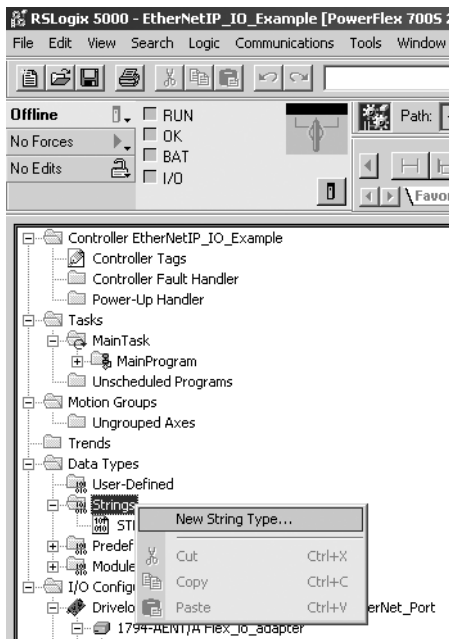 RSLogix 5000 - EtherNetIP_IO_Example [PowerFlex 700S 2
File Edit View Search Logic Communications Tools Window
Offline RUN Path:
No Forces OK
No Edits BAT
I/O
Favo
Controller EtherNetIP_IO_Example
Controller Tags
Controller Fault Handler
Power-Up Handler
Tasks
MainTask
MainProgram
Unscheduled Programs
Motion Groups
Ungrouped Axes
Trends
Data Types
User-Defined
Strings
New String Type...
STI
Predef
Cut Ctrl+X
Module
Copy Ctrl+C
I/O Configu
Paste Ctrl+V
Drivelo erNet_Port
1794-AENT/A Flex_io_adapter